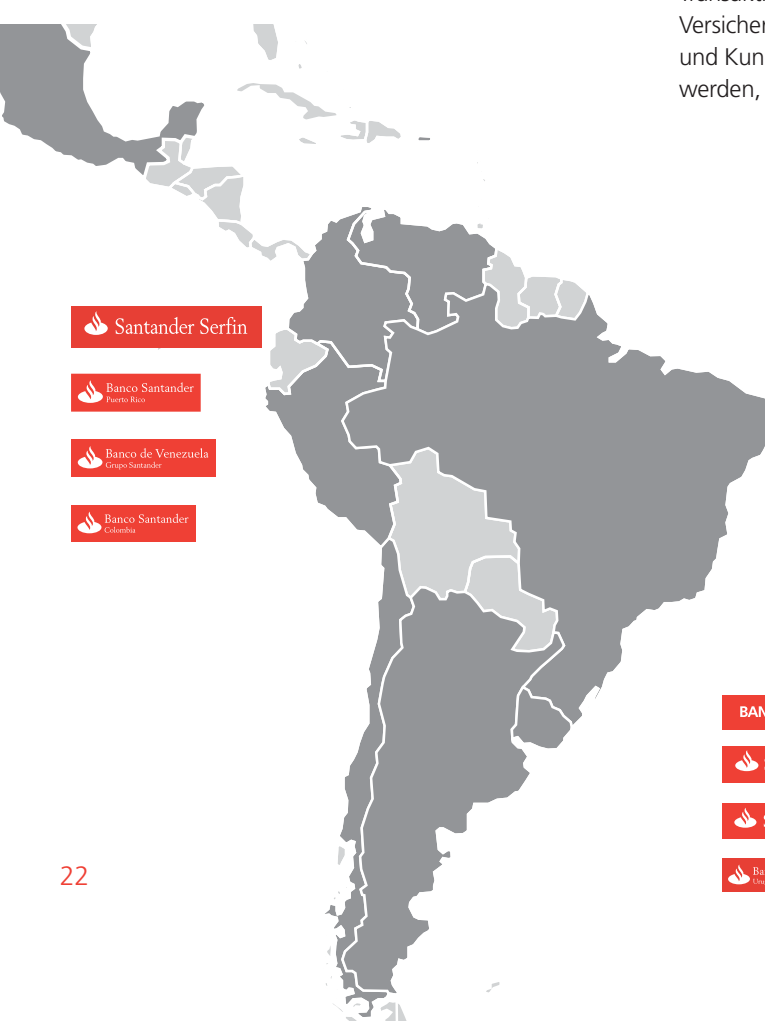 Versicher
und Kun
werden,
Santander Serfin
Banco Santander
Puerto Rico
Banco de Venezuela
Grupo Santander
Banco Santander
Colombia
BAN
Ba
22